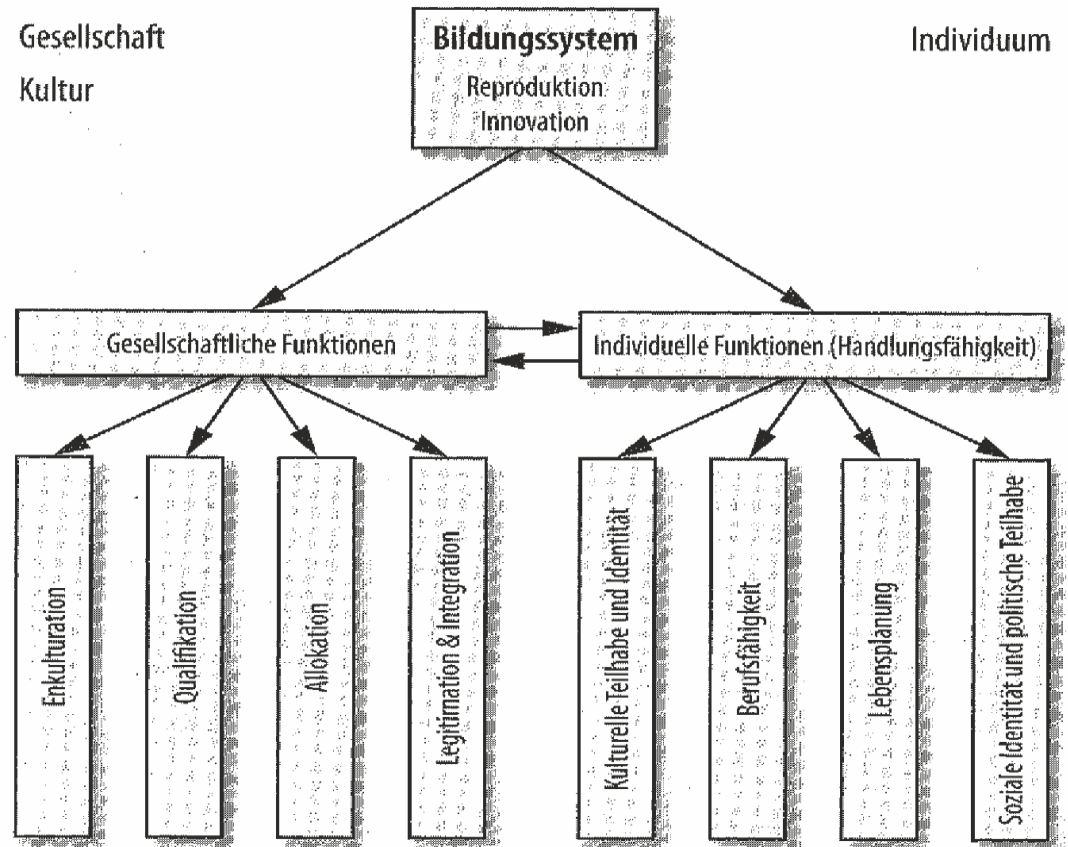 Gesellschaft
Kultur
Bildungssystem
Reproduktion
Innovation
Individuum
Gesellschaftliche Funktionen
Individuelle Funktionen (Handlungsfähigkeit)
Enkulturation
Qualifikation
Allokation
Legitimation & Integration
Kulturelle Teilhabe und Identität
Berufsfähigkeit
Lebensplanung
Soziale Identität und politische Teilhabe